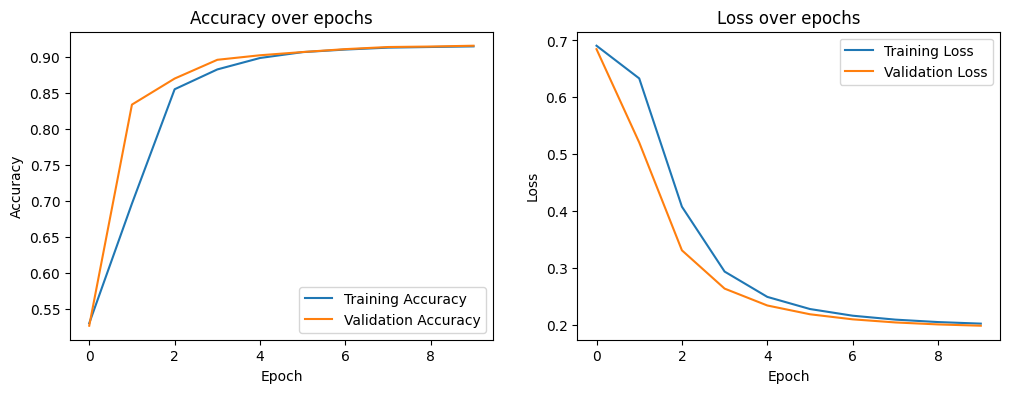 Accuracy over epochs
0.90
0.85
0.80
0.75
0.70
0.65
0.60
0.55
Accuracy
Training Accuracy
Validation Accuracy
0 2 4 6 8
Epoch
Loss over epochs
0.7
0.6
0.5
0.4
0.3
0.2
Loss
Training Loss
Validation Loss
0 2 4 6 8
Epoch